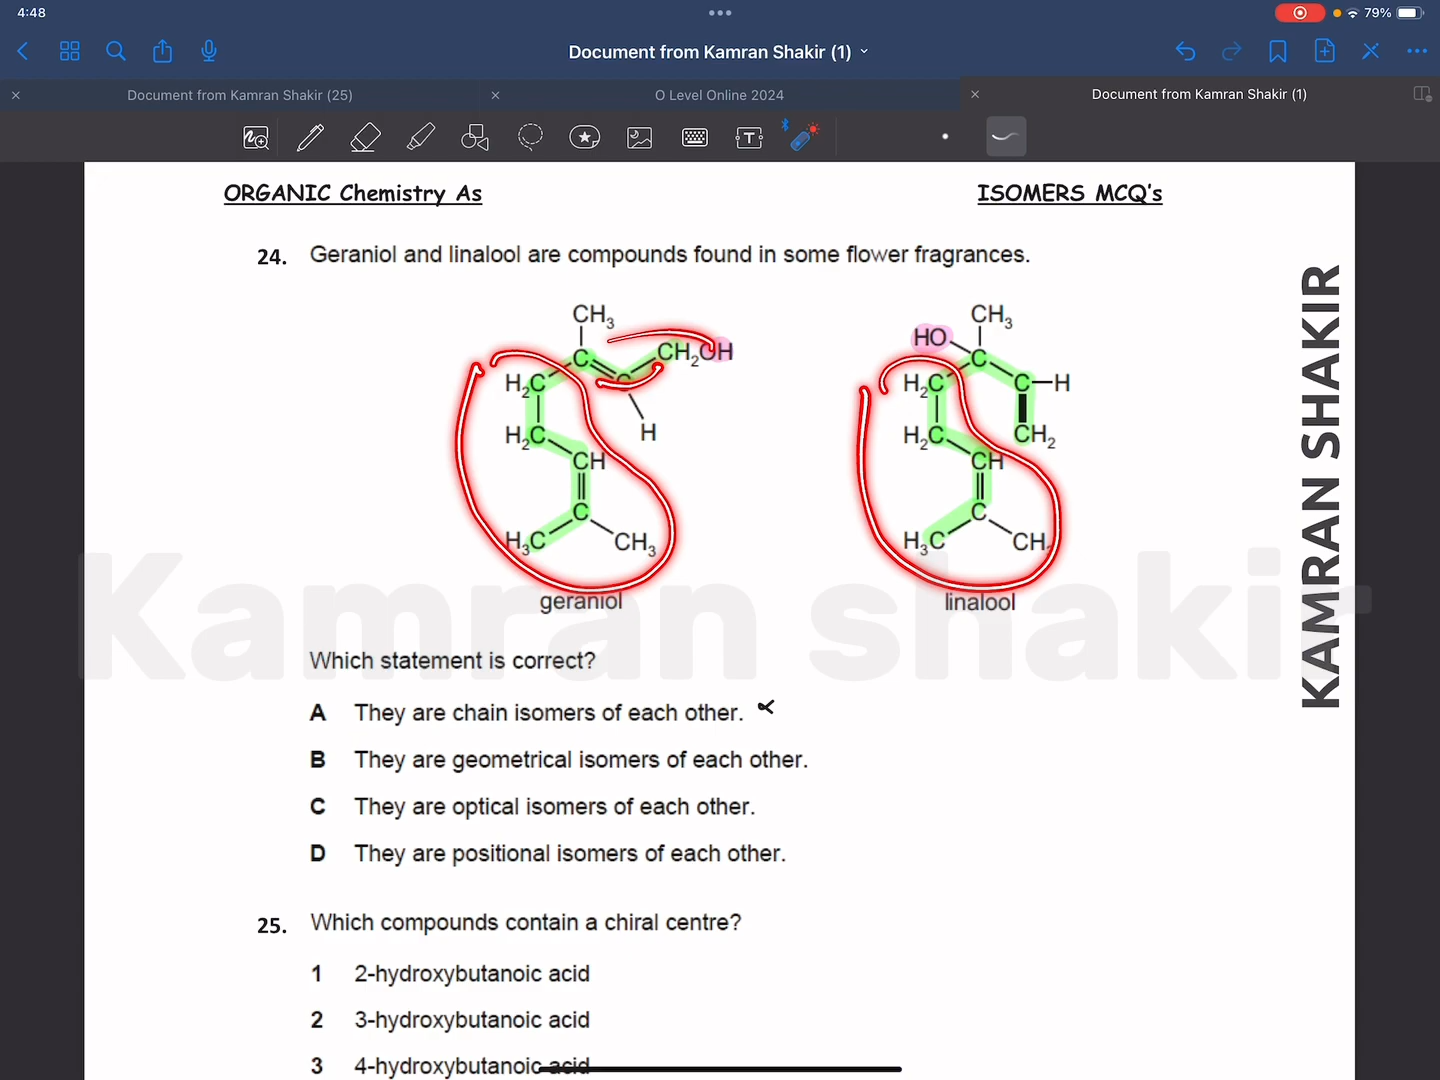 4:48
79%
Document from Kamran Shakir (1)
Document from Kamran Shakir (25)
O Level Online 2024
Document from Kamran Shakir (1)
ORGANIC Chemistry As
ISOMERS MCQ's
24. Geraniol and linalool are compounds found in some flower fragrances.
CH3
C
CH2OH
H2C
C
H
H2C
CH
C
H3C
CH3
geraniol
CH3
HO
C
H2C
C—H
H2C
CH2
CH
C
H3C
CH
linalool
Which statement is correct?
A They are chain isomers of each other.
B They are geometrical isomers of each other.
C They are optical isomers of each other.
D They are positional isomers of each other.
25. Which compounds contain a chiral centre?
1 2-hydroxybutanoic acid
2 3-hydroxybutanoic acid
3 4-hydroxybutanoic acid
KAMRAN SHAKIR
Kamran shakir